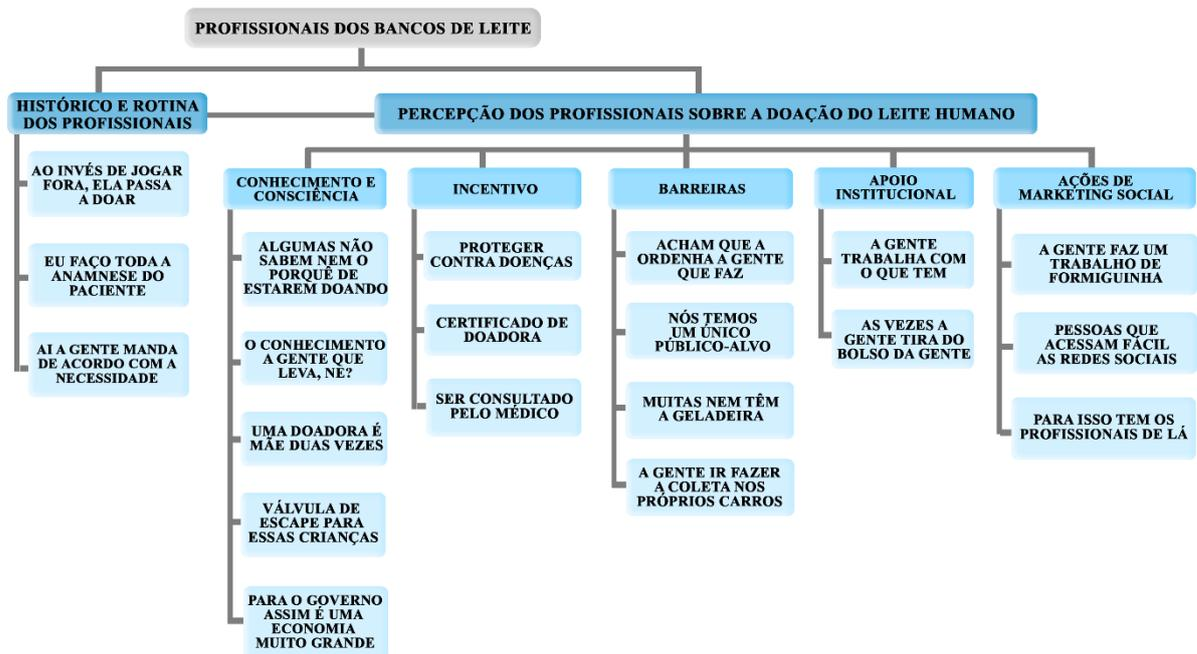 PROFISSIONAIS DOS BANCOS DE LEITE
HISTÓRICO E ROTINA
DOS PROFISSIONAIS
PERCEPÇÃO DOS PROFISSIONAIS SOBRE A DOAÇÃO DO LEITE HUMANO
AO INVÉS DE JOGAR
FORA, ELA PASSA
A DOAR
EU FAÇO TODA A
ANAMNESE DO
PACIENTE
AI A GENTE MANDA
DE ACORDO COM A
NECESSIDADE
CONHECIMENTO E
CONSCIÊNCIA
ALGUMAS NÃO
SABEM NEM O
PORQUÊ DE
ESTAREM DOANDO
O CONHECIMENTO
A GENTE QUE
LEVA, NE?
UMA DOADORA É
MÃE DUAS VEZES
VÁLVULA DE
ESCAPE PARA
ESSAS CRIANÇAS
PARA O GOVERNO
ASSIM É UMA
ECONOMIA
MUITO GRANDE
INCENTIVO
PROTEGER
CONTRA DOENÇAS
CERTIFICADO DE
DOADORA
SER CONSULTADO
PELO MÉDICO
BARREIRAS
ACHAM QUE A
ORDENHA A GENTE
QUE FAZ
NÓS TEMOS
UM ÚNICO
PÚBLICO-ALVO
MUITAS NEM TÊM
A GELADEIRA
A GENTE IR FAZER
A COLETA NOS
PRÓPRIOS CARROS
APOIO
INSTITUCIONAL
A GENTE
TRABALHA COM
O QUE TEM
AS VEZES A
GENTE TIRA DO
BOLSO DA GENTE
AÇÕES DE
MARKETING SOCIAL
A GENTE FAZ UM
TRABALHO DE
FORMIGUINHA
PESSOAS QUE
ACESSAM FÁCIL
AS REDES SOCIAIS
PARA ISSO TEM OS
PROFISSIONAIS DE LÁ